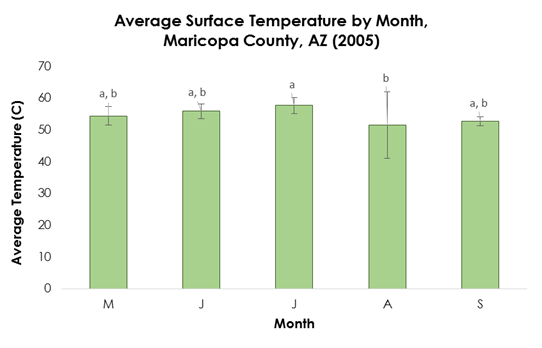 Average Surface Temperature by Month,
Maricopa County, AZ (2005)
70
60
50
40
30
20
10
0
Average Temperature (C)
a, b
a, b
a
b
a, b
M
J
J
A
S
Month